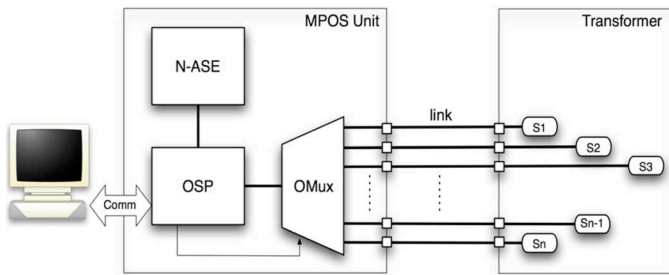 MPOS Unit
Transformer
N-ASE
link
S1
S2
S3
Comm
OSP
OMux
Sn-1
Sn